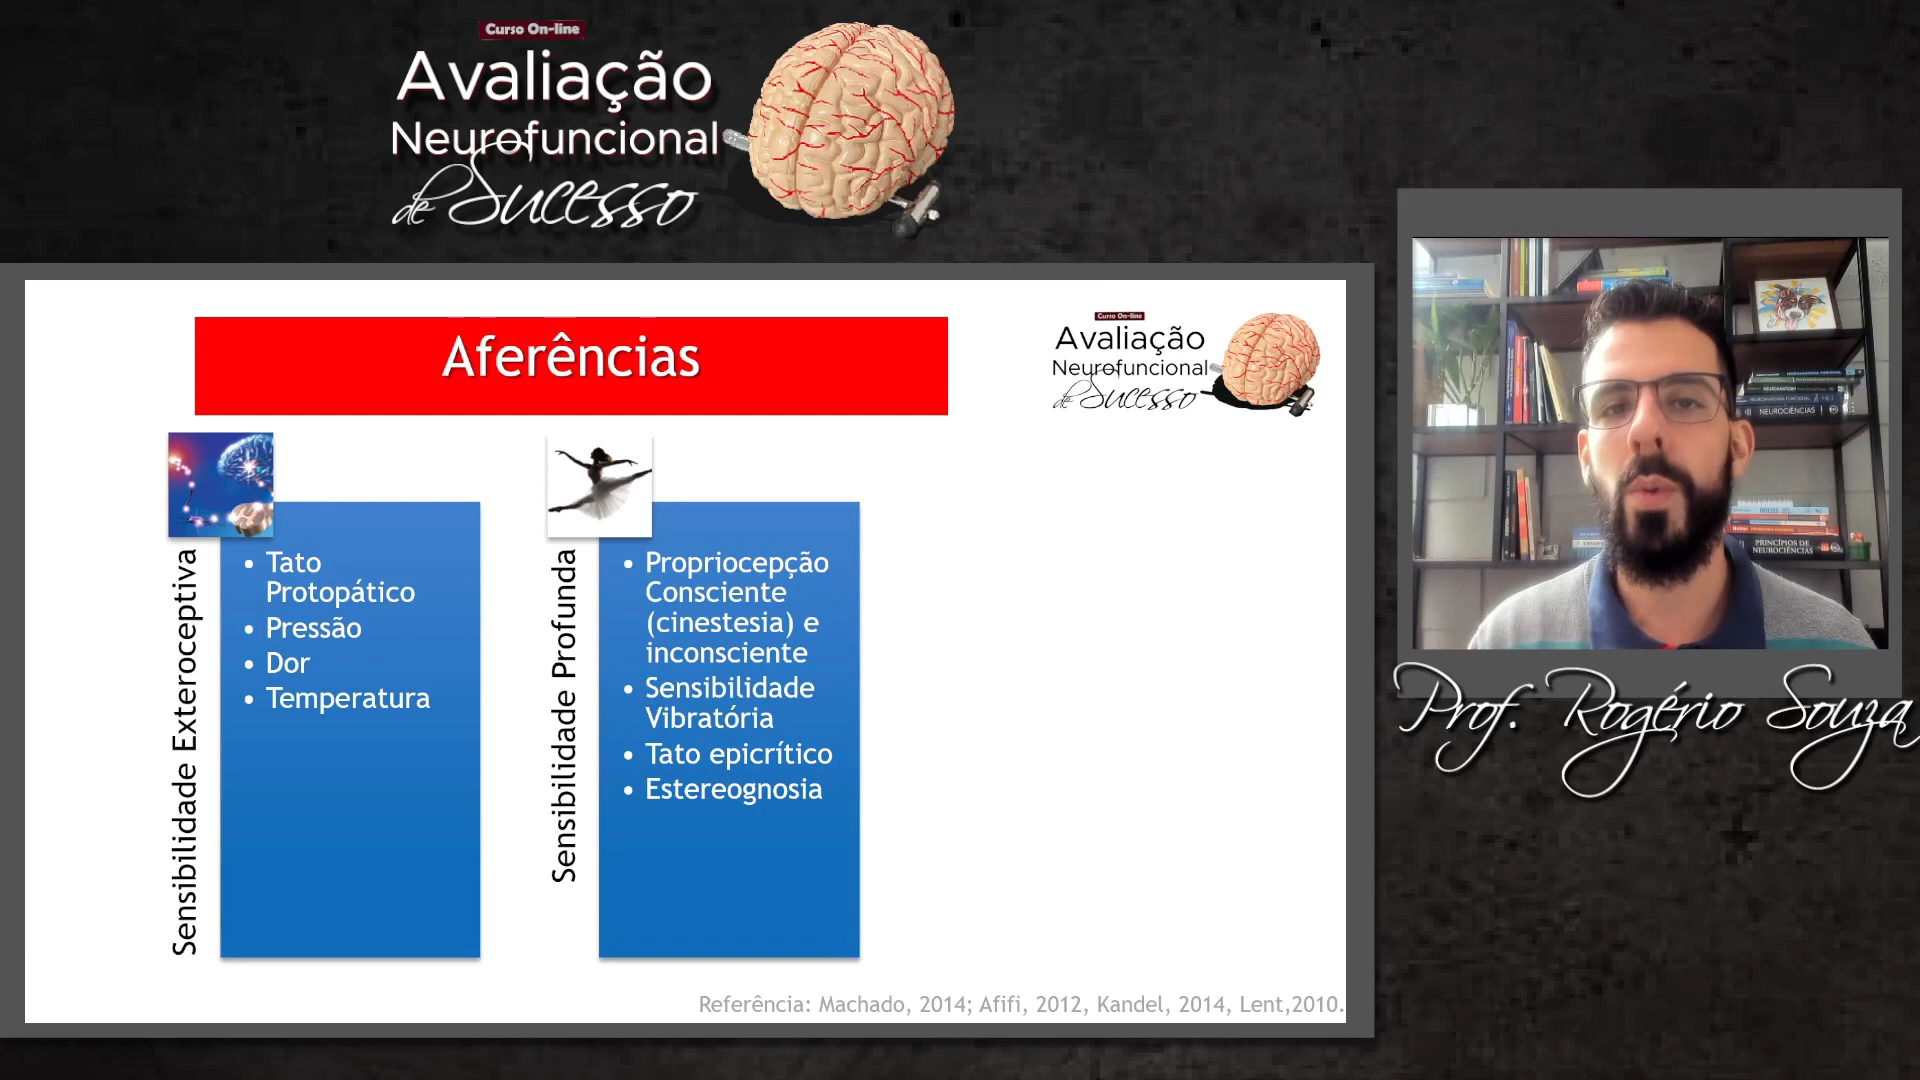 Curso On-line
Avaliação
Neurofuncional
de Sucesso
Aferências
Curso On-line
Avaliação
Neurofuncional
de Sucesso
Sensibilidade Exteroceptiva
• Tato
Protopático
• Pressão
• Dor
• Temperatura
Sensibilidade Profunda
• Propriocepção
Consciente
(cinestesia) e
inconsciente
• Sensibilidade
Vibratória
• Tato epicrítico
• Estereognosia
Referência: Machado, 2014; Afifi, 2012, Kandel, 2014, Lent,2010.
NEUROCIÊNCIAS
PRINCÍPIOS DE
NEUROCIÊNCIAS
Prof. Rogério Souza